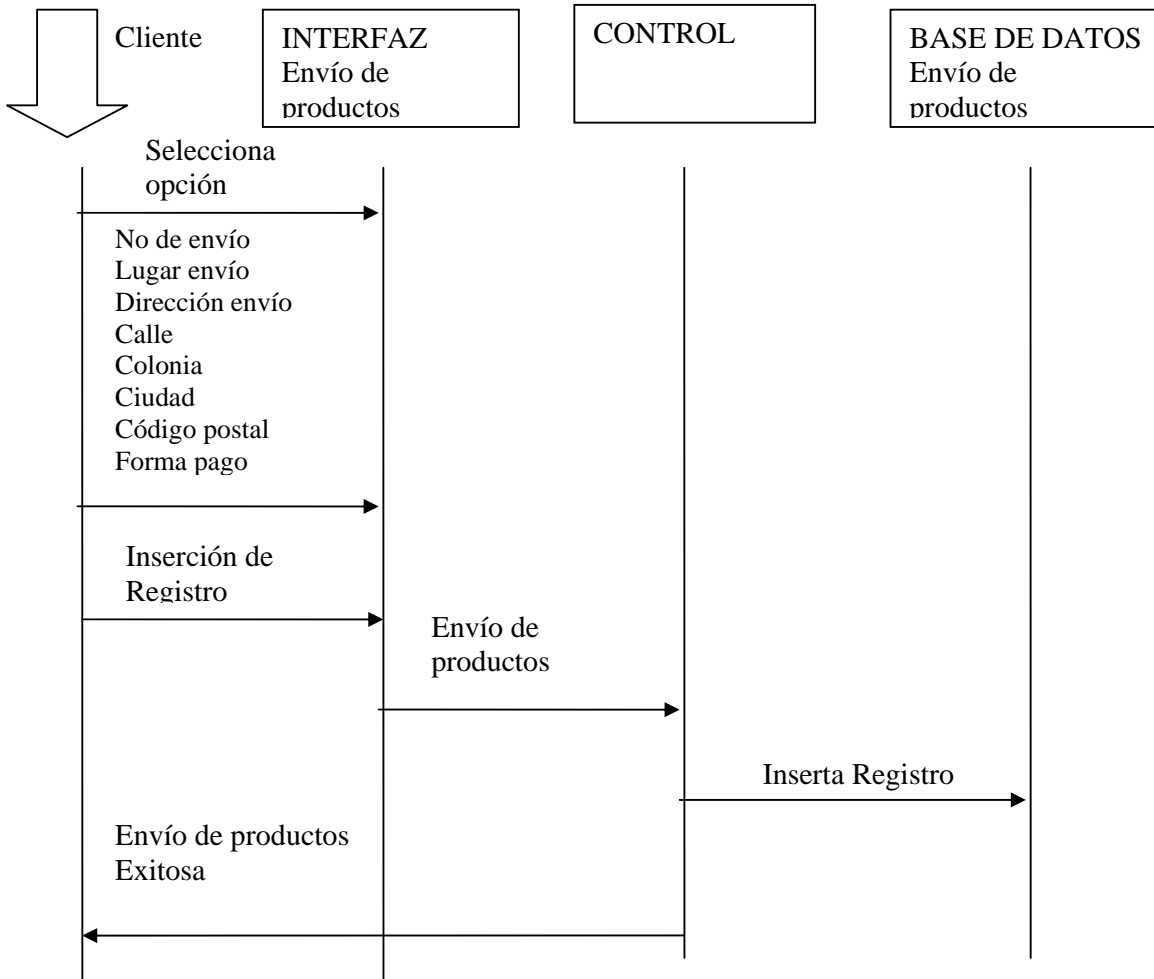 Cliente
INTERFAZ
Envío de
productos
CONTROL
BASE DE DATOS
Envío de
productos
Selecciona
opción
No de envío
Lugar envío
Dirección envío
Calle
Colonia
Ciudad
Código postal
Forma pago
Inserción de
Registro
Envío de
productos
Inserta Registro
Envío de productos
Exitosa